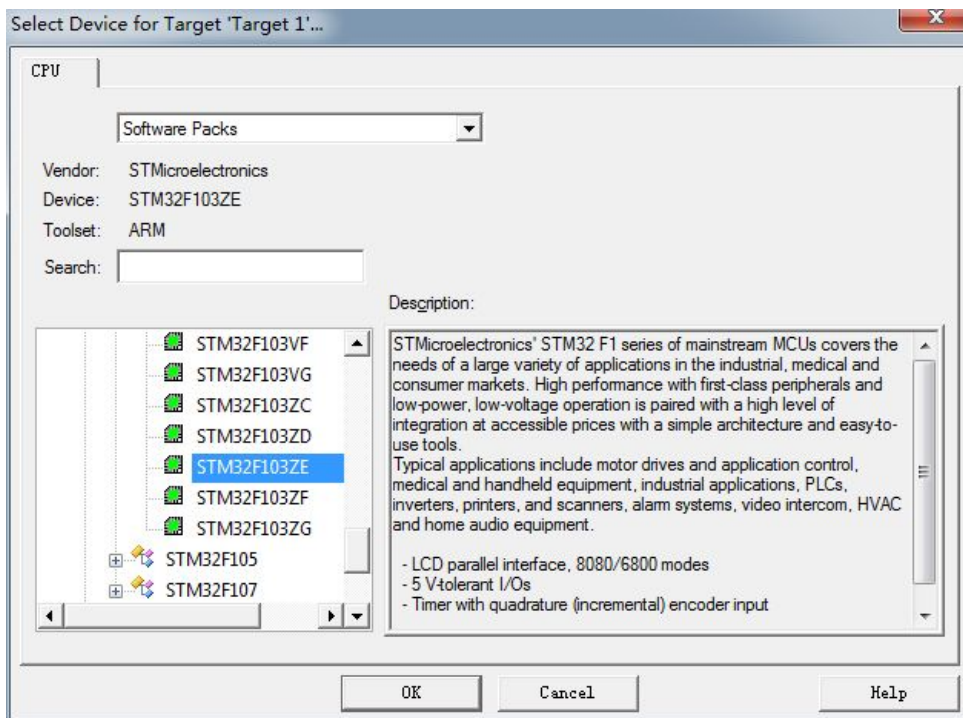 Select Device for Target 'Target 1'...
CPU
Software Packs
Vendor: STMicroelectronics
Device: STM32F103ZE
Toolset: ARM
Search:
Description:
STM32F103VF
STM32F103VG
STM32F103ZC
STM32F103ZD
STM32F103ZE
STM32F103ZF
STM32F103ZG
STM32F105
STM32F107
STMicroelectronics' STM32 F1 series of mainstream MCUs covers the
needs of a large variety of applications in the industrial, medical and
consumer markets. High performance with first-class peripherals and
low-power, low-voltage operation is paired with a high level of
integration at accessible prices with a simple architecture and easy-to-
use tools.
Typical applications include motor drives and application control,
medical and handheld equipment, industrial applications, PLCs,
inverters, printers, and scanners, alarm systems, video intercom, HVAC
and home audio equipment.
- LCD parallel interface, 8080/6800 modes
- 5 V-tolerant I/Os
- Timer with quadrature (incremental) encoder input
OK
Cancel
Help